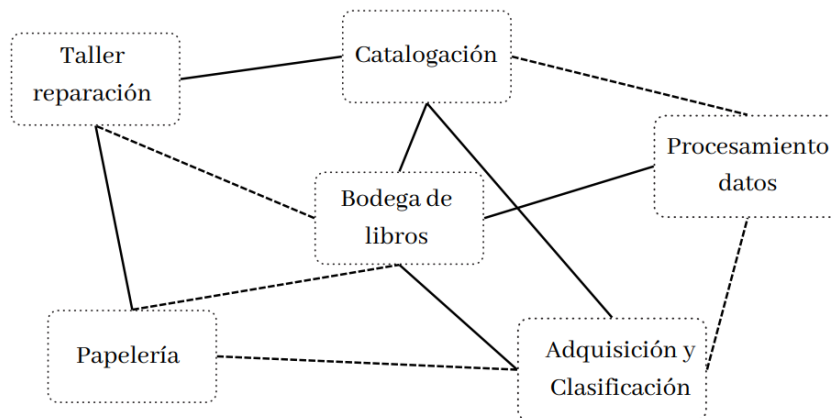 Taller
reparación
Catalogación
Procesamiento
datos
Bodega de
libros
Papelería
Adquisición y
Clasificación